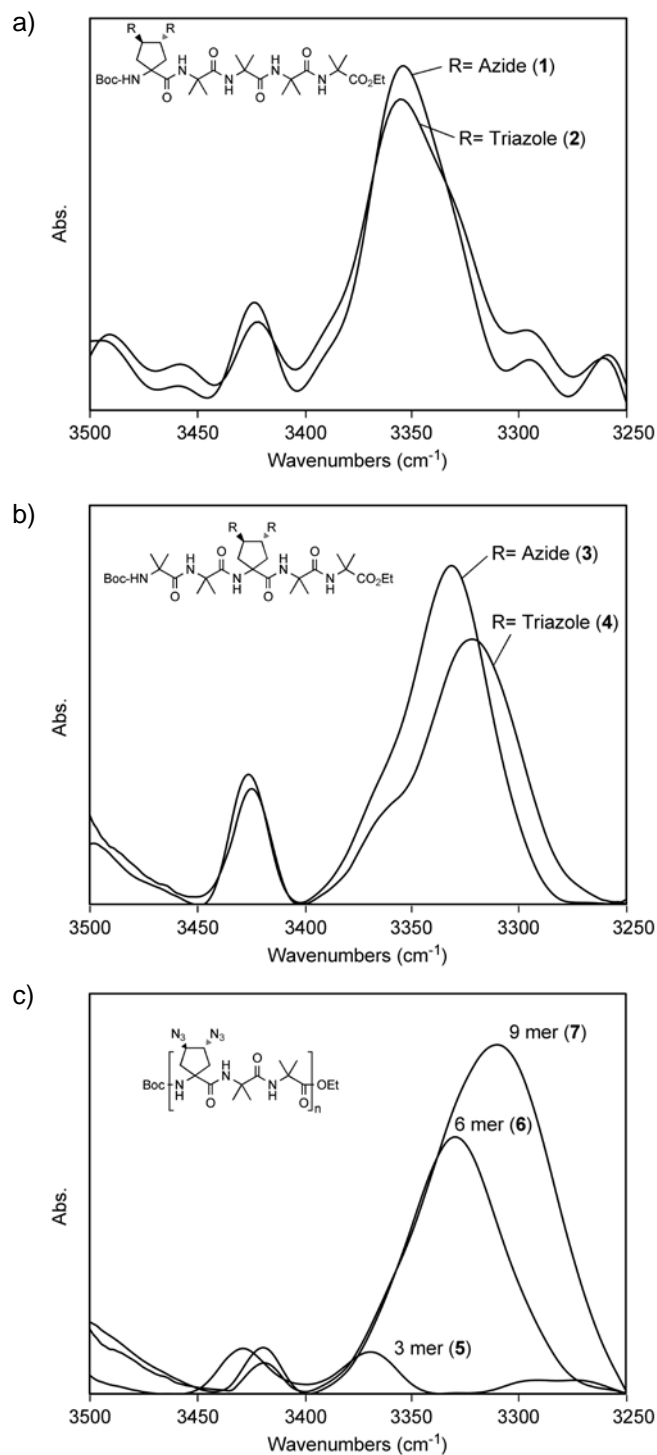 a)
R
R
Boc-HN
O
H
N
O
N
H
O
H
N
O
N
H
CO2Et
R= Azide (1)
R= Triazole (2)
Abs.
3500
3450
3400
3350
3300
3250
Wavenumbers (cm-1)
b)
R
R
Boc-HN
O
H
N
O
N
H
O
H
N
O
N
H
CO2Et
R= Azide (3)
R= Triazole (4)
Abs.
3500
3450
3400
3350
3300
3250
Wavenumbers (cm-1)
c)
N3
N3
Boc
N
H
O
H
N
O
N
H
O
OEt
n
9 mer (7)
6 mer (6)
3 mer (5)
Abs.
3500
3450
3400
3350
3300
3250
Wavenumbers (cm-1)